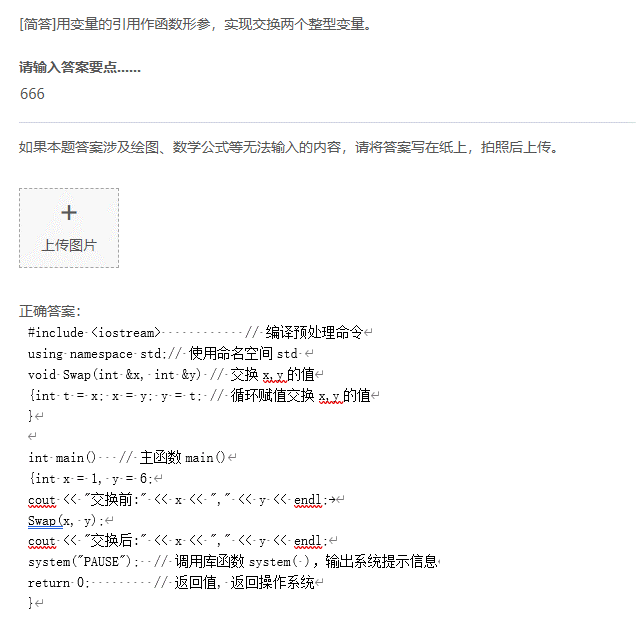 [简答]用变量的引用作函数形参，实现交换两个整型变量。
请输入答案要点......
666
如果本题答案涉及绘图、数学公式等无法输入的内容，请将答案写在纸上，拍照后上传。
+
上传图片
正确答案：
#include <iostream>            // 编译预处理命令
using namespace std;// 使用命名空间 std
void Swap(int &x, int &y) // 交换 x,y 的值
{int t = x; x = y; y = t; // 循环赋值交换 x,y 的值
}
int main()   // 主函数 main()
{int x = 1, y = 6;
cout << "交换前:" << x << "," << y << endl;
Swap(x, y);
cout << "交换后:" << x << "," << y << endl;
system("PAUSE");  // 调用库函数 system( )，输出系统提示信息
return 0;         // 返回值, 返回操作系统
}